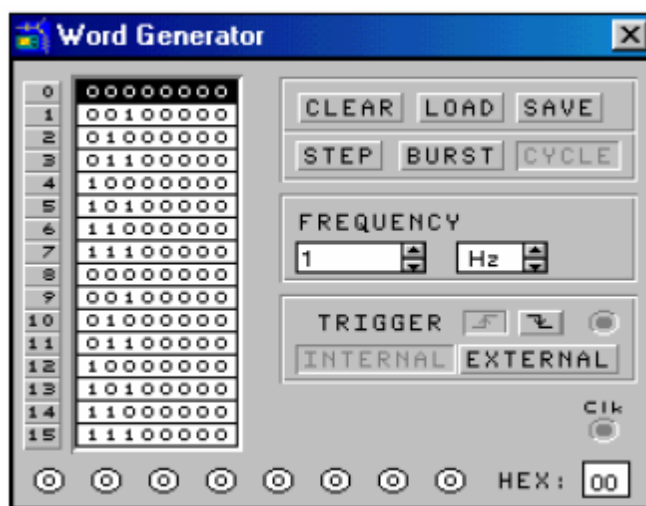 Word Generator
0 00000000
1 00100000
2 01000000
3 01100000
4 10000000
5 10100000
6 11000000
7 11100000
8 00000000
9 00100000
10 01000000
11 01100000
12 10000000
13 10100000
14 11000000
15 11100000
CLEAR LOAD SAVE
STEP BURST CYCLE
FREQUENCY
1 Hz
TRIGGER
INTERNAL EXTERNAL
Clk
HEX: 00